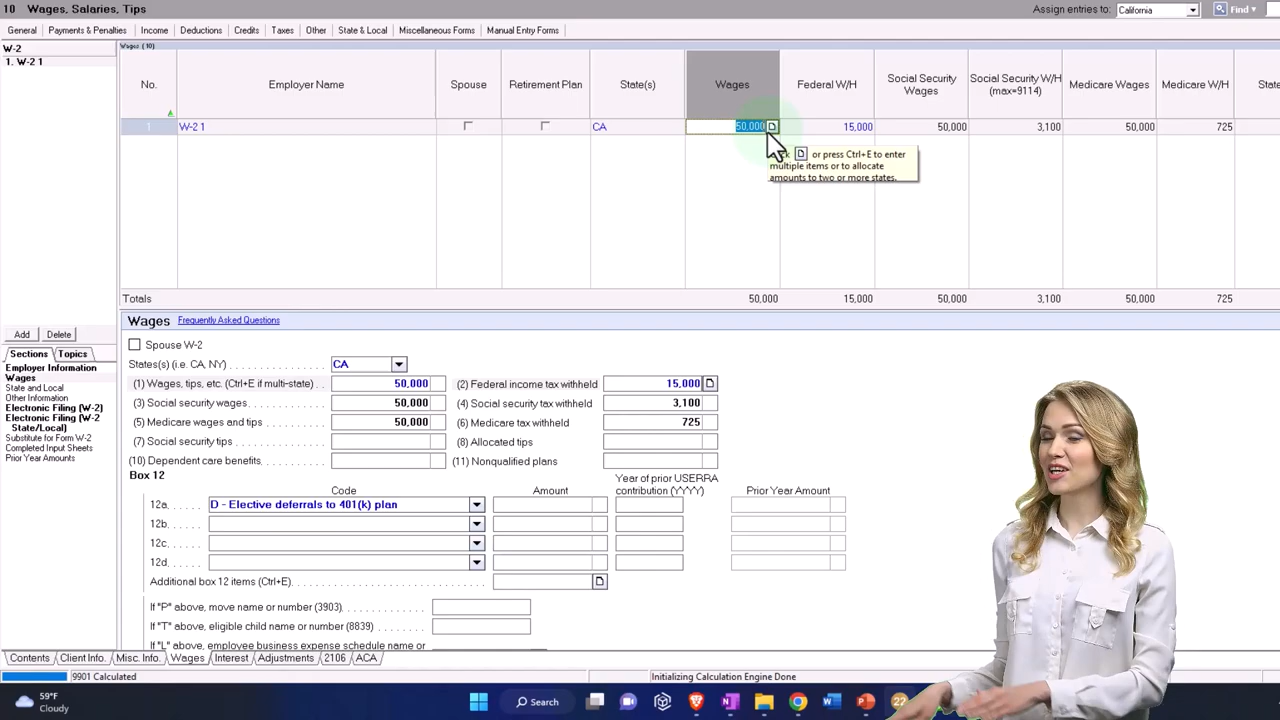 10 Wages, Salaries, Tips
Assign entries to: California Find
General Payments & Penalties Income Deductions Credits Taxes Other State & Local Miscellaneous Forms Manual Entry Forms
W-2
1. W-2 1
Wages (10)
No. Employer Name Spouse Retirement Plan State(s) Wages Federal W/H Social Security Wages Social Security W/H (max=9114) Medicare Wages Medicare W/H State
1 W-2 1 CA 50,000 15,000 50,000 3,100 50,000 725
or press Ctrl+E to enter
multiple items or to allocate
amounts to two or more states.
Totals 50,000 15,000 50,000 3,100 50,000 725
Add Delete
Sections Topics
Employer Information
Wages
State and Local
Other Information
Electronic Filing (W-2)
Electronic Filing (W-2
State/Local)
Substitute for Form W-2
Completed Input Sheets
Prior Year Amounts
Wages Frequently Asked Questions
Spouse W-2
States(s) (i.e. CA, NY) CA
(1) Wages, tips, etc. (Ctrl+E if multi-state) . . 50,000 (2) Federal income tax withheld 15,000
(3) Social security wages 50,000 (4) Social security tax withheld 3,100
(5) Medicare wages and tips 50,000 (6) Medicare tax withheld 725
(7) Social security tips (8) Allocated tips
(10) Dependent care benefits (11) Nonqualified plans
Box 12
Code Amount Year of prior USERRA contribution (YYYY) Prior Year Amount
12a. D - Elective deferrals to 401(k) plan
12b.
12c.
12d.
Additional box 12 items (Ctrl+E)
If "P" above, move name or number (3903)
If "T" above, eligible child name or number (8839)
If "L" above, employee business expense schedule name or
Contents Client Info. Misc. Info. Wages Interest Adjustments 2106 ACA
9901 Calculated Initializing Calculation Engine Done
59°F
Cloudy
Search
22